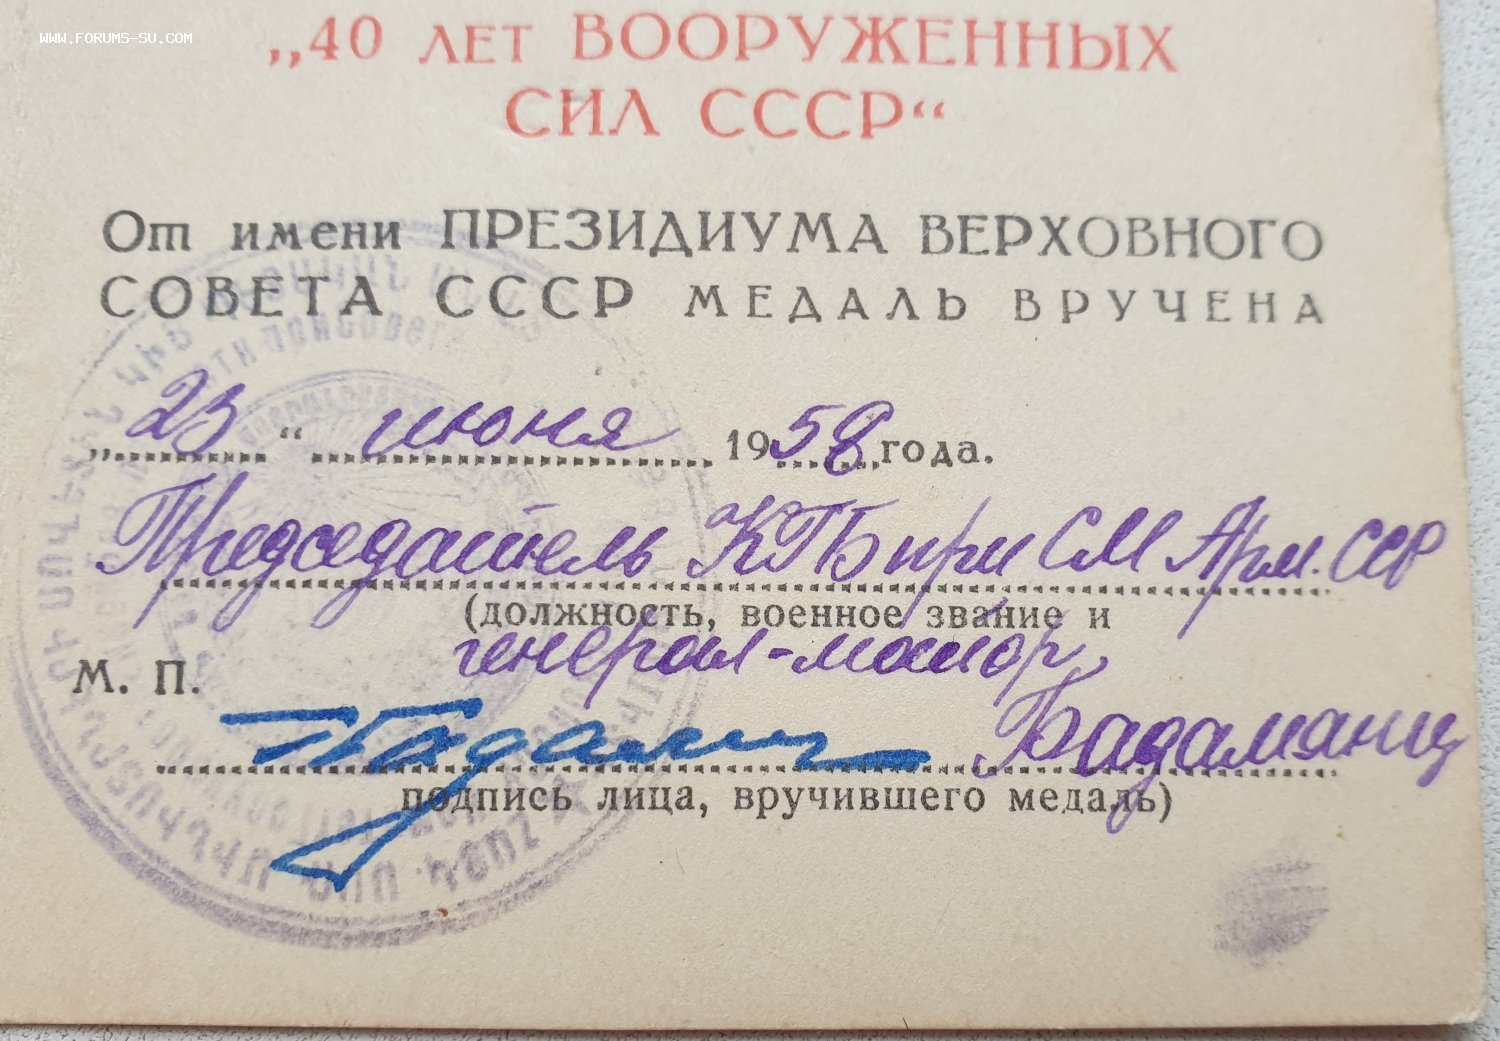 WWW.FORUMS-SU.COM
„40 ЛЕТ ВООРУЖЕННЫХ
СИЛ СССР“
От имени ПРЕЗИДИУМА ВЕРХОВНОГО
СОВЕТА СССР МЕДАЛЬ ВРУЧЕНА
„23“ июня 1958 года.
Председатель КГБ при СМ Арм. ССР
(должность, военное звание и
генерал-майор
М. П.
Бадамянц
подпись лица, вручившего медаль)